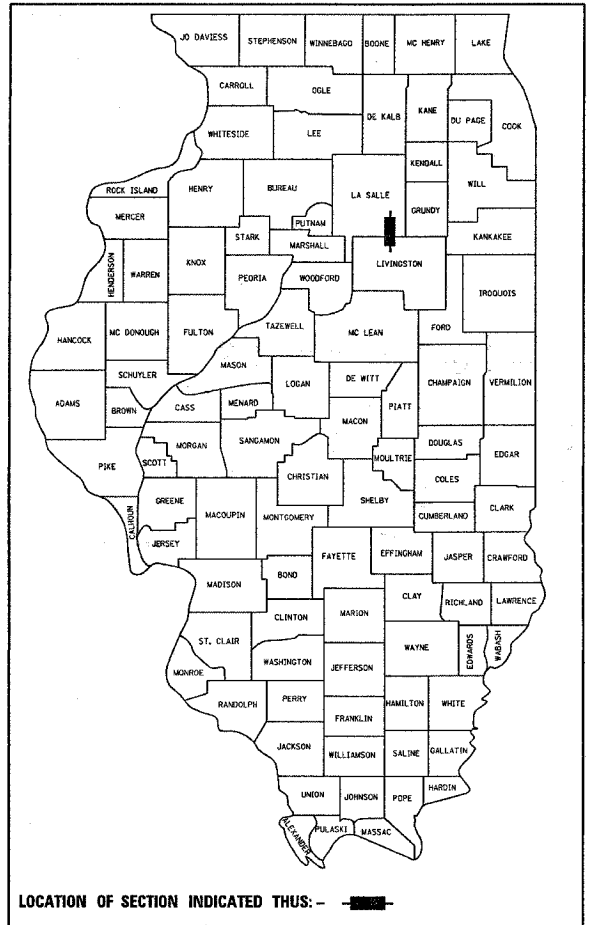 JO DAVIESS STEPHENSON WINNEBAGO BOONE MC HENRY LAKE
CARROLL OGLE DE KALB KANE DU PAGE COOK
WHITESIDE LEE KENDALL WILL
ROCK ISLAND HENRY BUREAU LA SALLE GRUNDY
MERCER PUTNAM KANKAKEE
STARK MARSHALL
HENDERSON WARREN KNOX PEORIA WOODFORD LIVINGSTON IROQUOIS
HANCOCK MC DONOUGH FULTON TAZEWELL MC LEAN FORD
SCHUYLER MASON LOGAN DE WITT CHAMPAIGN VERMILION
ADAMS BROWN CASS MENARD MACON PIATT
PIKE SCOTT MORGAN SANGAMON CHRISTIAN MOULTRIE DOUGLAS EDGAR
COLES
CALHOUN GREENE MACOUPIN MONTGOMERY SHELBY CUMBERLAND CLARK
JERSEY FAYETTE EFFINGHAM JASPER CRAWFORD
MADISON BOND CLAY RICHLAND LAWRENCE
CLINTON MARION
ST. CLAIR WASHINGTON JEFFERSON WAYNE EDWARDS WABASH
MONROE
RANDOLPH PERRY FRANKLIN HAMILTON WHITE
JACKSON WILLIAMSON SALINE GALLATIN
UNION JOHNSON POPE HARDIN
ALEXANDER PULASKI MASSAC
LOCATION OF SECTION INDICATED THUS: -